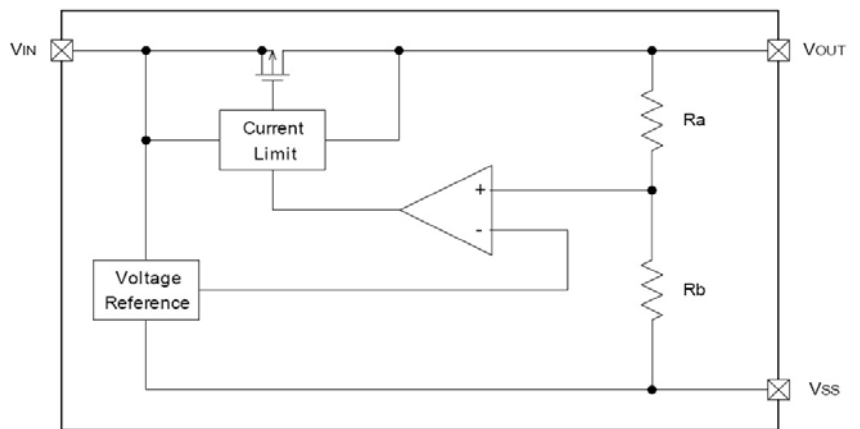 VIN
VOUT
Current
Limit
Ra
+
-
Voltage
Reference
Rb
VSS